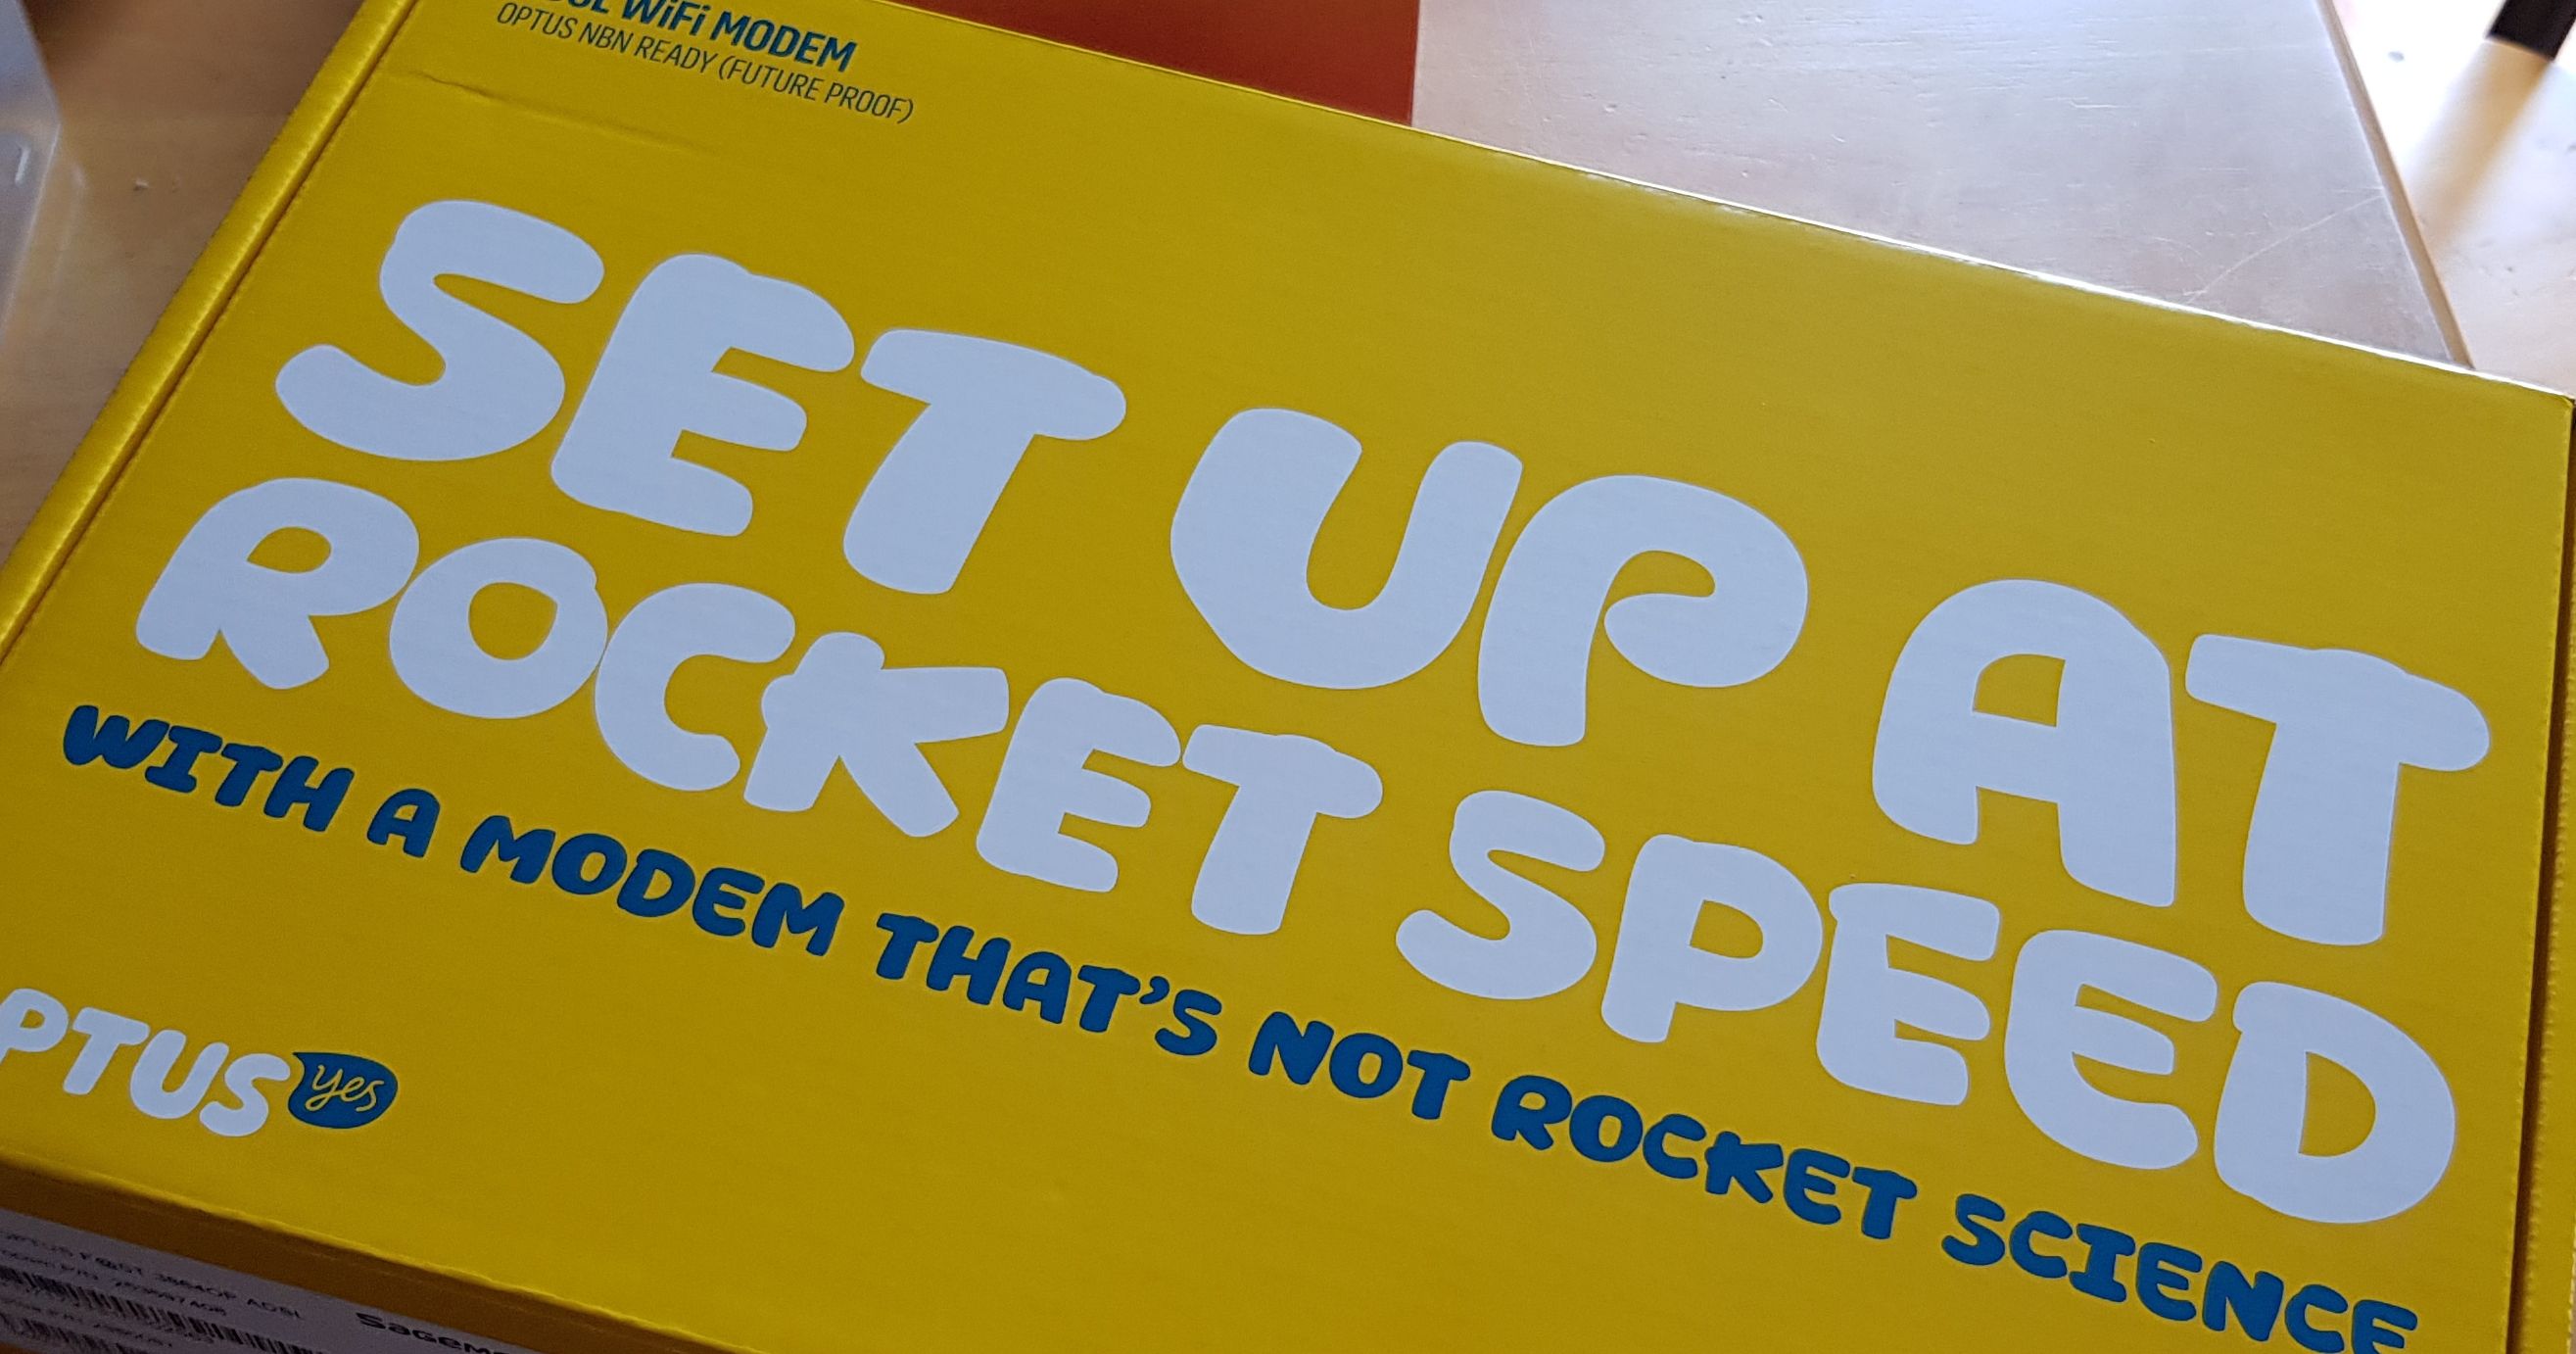 WiFi MODEM
OPTUS NBN READY (FUTURE PROOF)
SET UP AT
ROCKET SPEED
WITH A MODEM THAT'S NOT ROCKET SCIENCE
PTUS yes